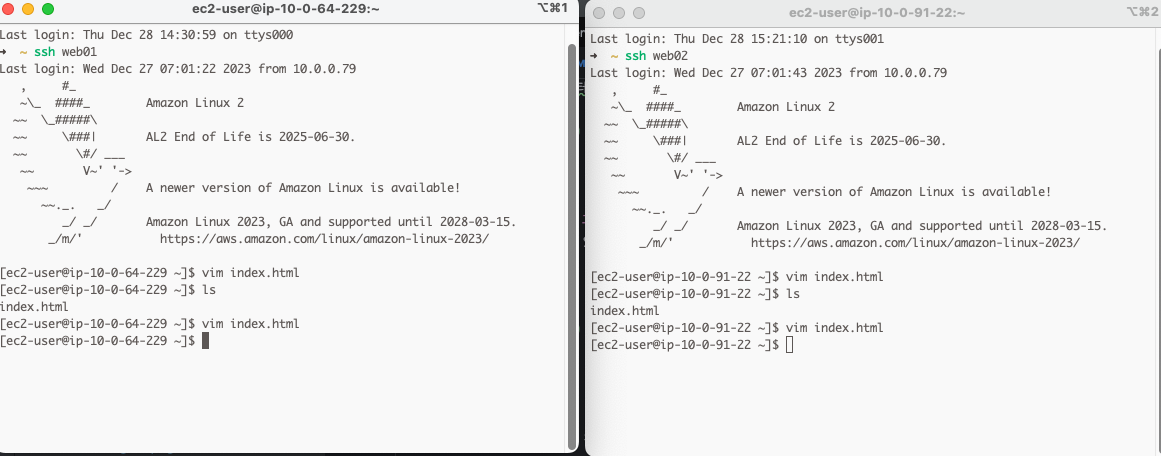 ec2-user@ip-10-0-64-229:~ ⌥⌘1
Last login: Thu Dec 28 14:30:59 on ttys000
➜  ~ ssh web01
Last login: Wed Dec 27 07:01:22 2023 from 10.0.0.79
   ,     #_
   ~\_  ####_        Amazon Linux 2
  ~~  \_#####\
  ~~     \###|       AL2 End of Life is 2025-06-30.
  ~~       \#/ ___
   ~~       V~' '->
    ~~~         /    A newer version of Amazon Linux is available!
      ~~._.   _/
         _/ _/       Amazon Linux 2023, GA and supported until 2028-03-15.
       _/m/'           https://aws.amazon.com/linux/amazon-linux-2023/
[ec2-user@ip-10-0-64-229 ~]$ vim index.html
[ec2-user@ip-10-0-64-229 ~]$ ls
index.html
[ec2-user@ip-10-0-64-229 ~]$ vim index.html
[ec2-user@ip-10-0-64-229 ~]$
ec2-user@ip-10-0-91-22:~ ⌥⌘2
Last login: Thu Dec 28 15:21:10 on ttys001
➜  ~ ssh web02
Last login: Wed Dec 27 07:01:43 2023 from 10.0.0.79
   ,     #_
   ~\_  ####_        Amazon Linux 2
  ~~  \_#####\
  ~~     \###|       AL2 End of Life is 2025-06-30.
  ~~       \#/ ___
   ~~       V~' '->
    ~~~         /    A newer version of Amazon Linux is available!
      ~~._.   _/
         _/ _/       Amazon Linux 2023, GA and supported until 2028-03-15.
       _/m/'           https://aws.amazon.com/linux/amazon-linux-2023/
[ec2-user@ip-10-0-91-22 ~]$ vim index.html
[ec2-user@ip-10-0-91-22 ~]$ ls
index.html
[ec2-user@ip-10-0-91-22 ~]$ vim index.html
[ec2-user@ip-10-0-91-22 ~]$